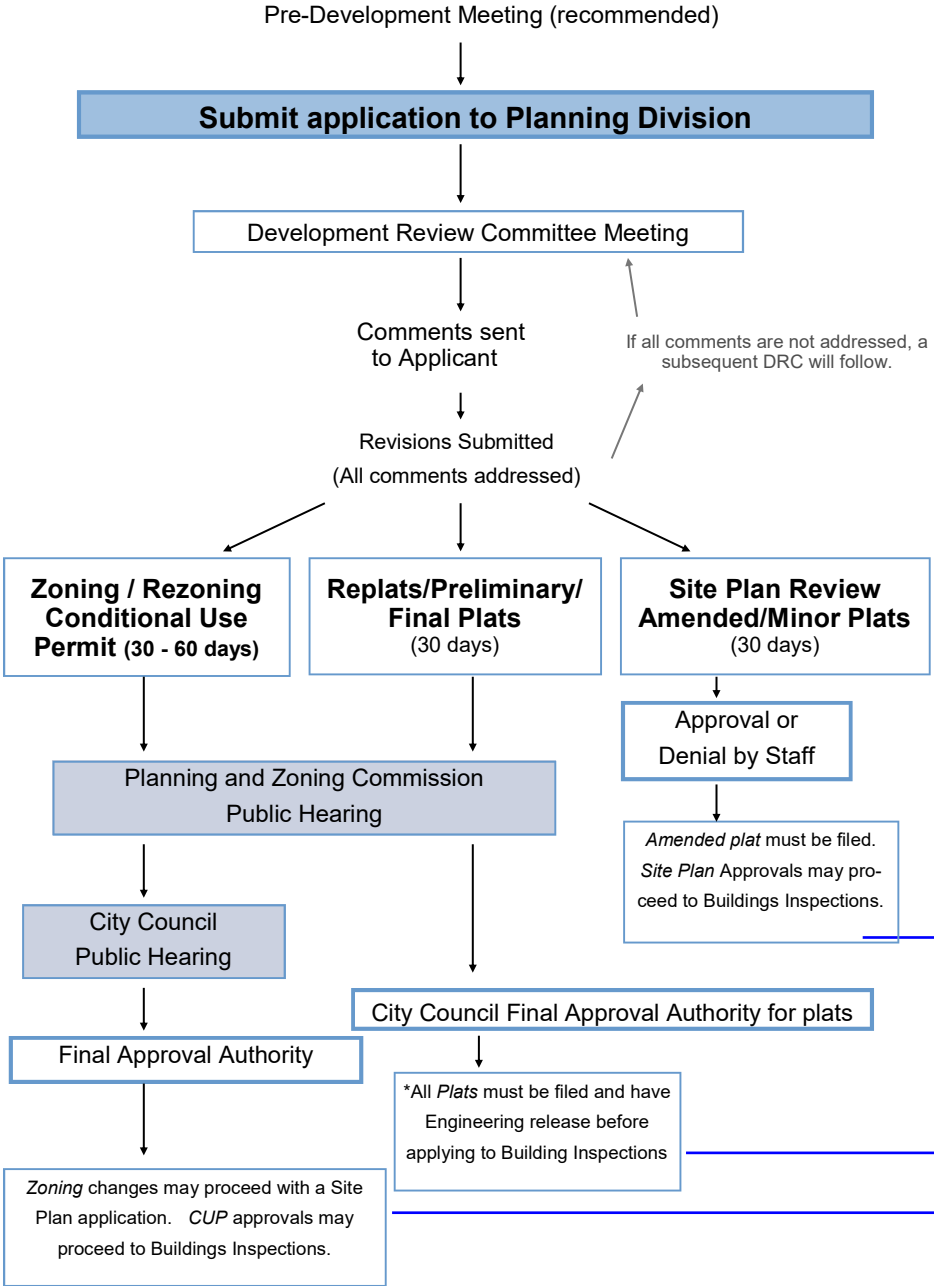 Pre-Development Meeting (recommended)
Submit application to Planning Division
Development Review Committee Meeting
Comments sent
to Applicant
If all comments are not addressed, a
subsequent DRC will follow.
Revisions Submitted
(All comments addressed)
Zoning / Rezoning
Conditional Use
Permit (30 - 60 days)
Replats/Preliminary/
Final Plats
(30 days)
Site Plan Review
Amended/Minor Plats
(30 days)
Approval or
Denial by Staff
Planning and Zoning Commission
Public Hearing
Amended plat must be filed.
Site Plan Approvals may pro-
ceed to Buildings Inspections.
City Council
Public Hearing
City Council Final Approval Authority for plats
Final Approval Authority
*All Plats must be filed and have
Engineering release before
applying to Building Inspections
Zoning changes may proceed with a Site
Plan application. CUP approvals may
proceed to Buildings Inspections.